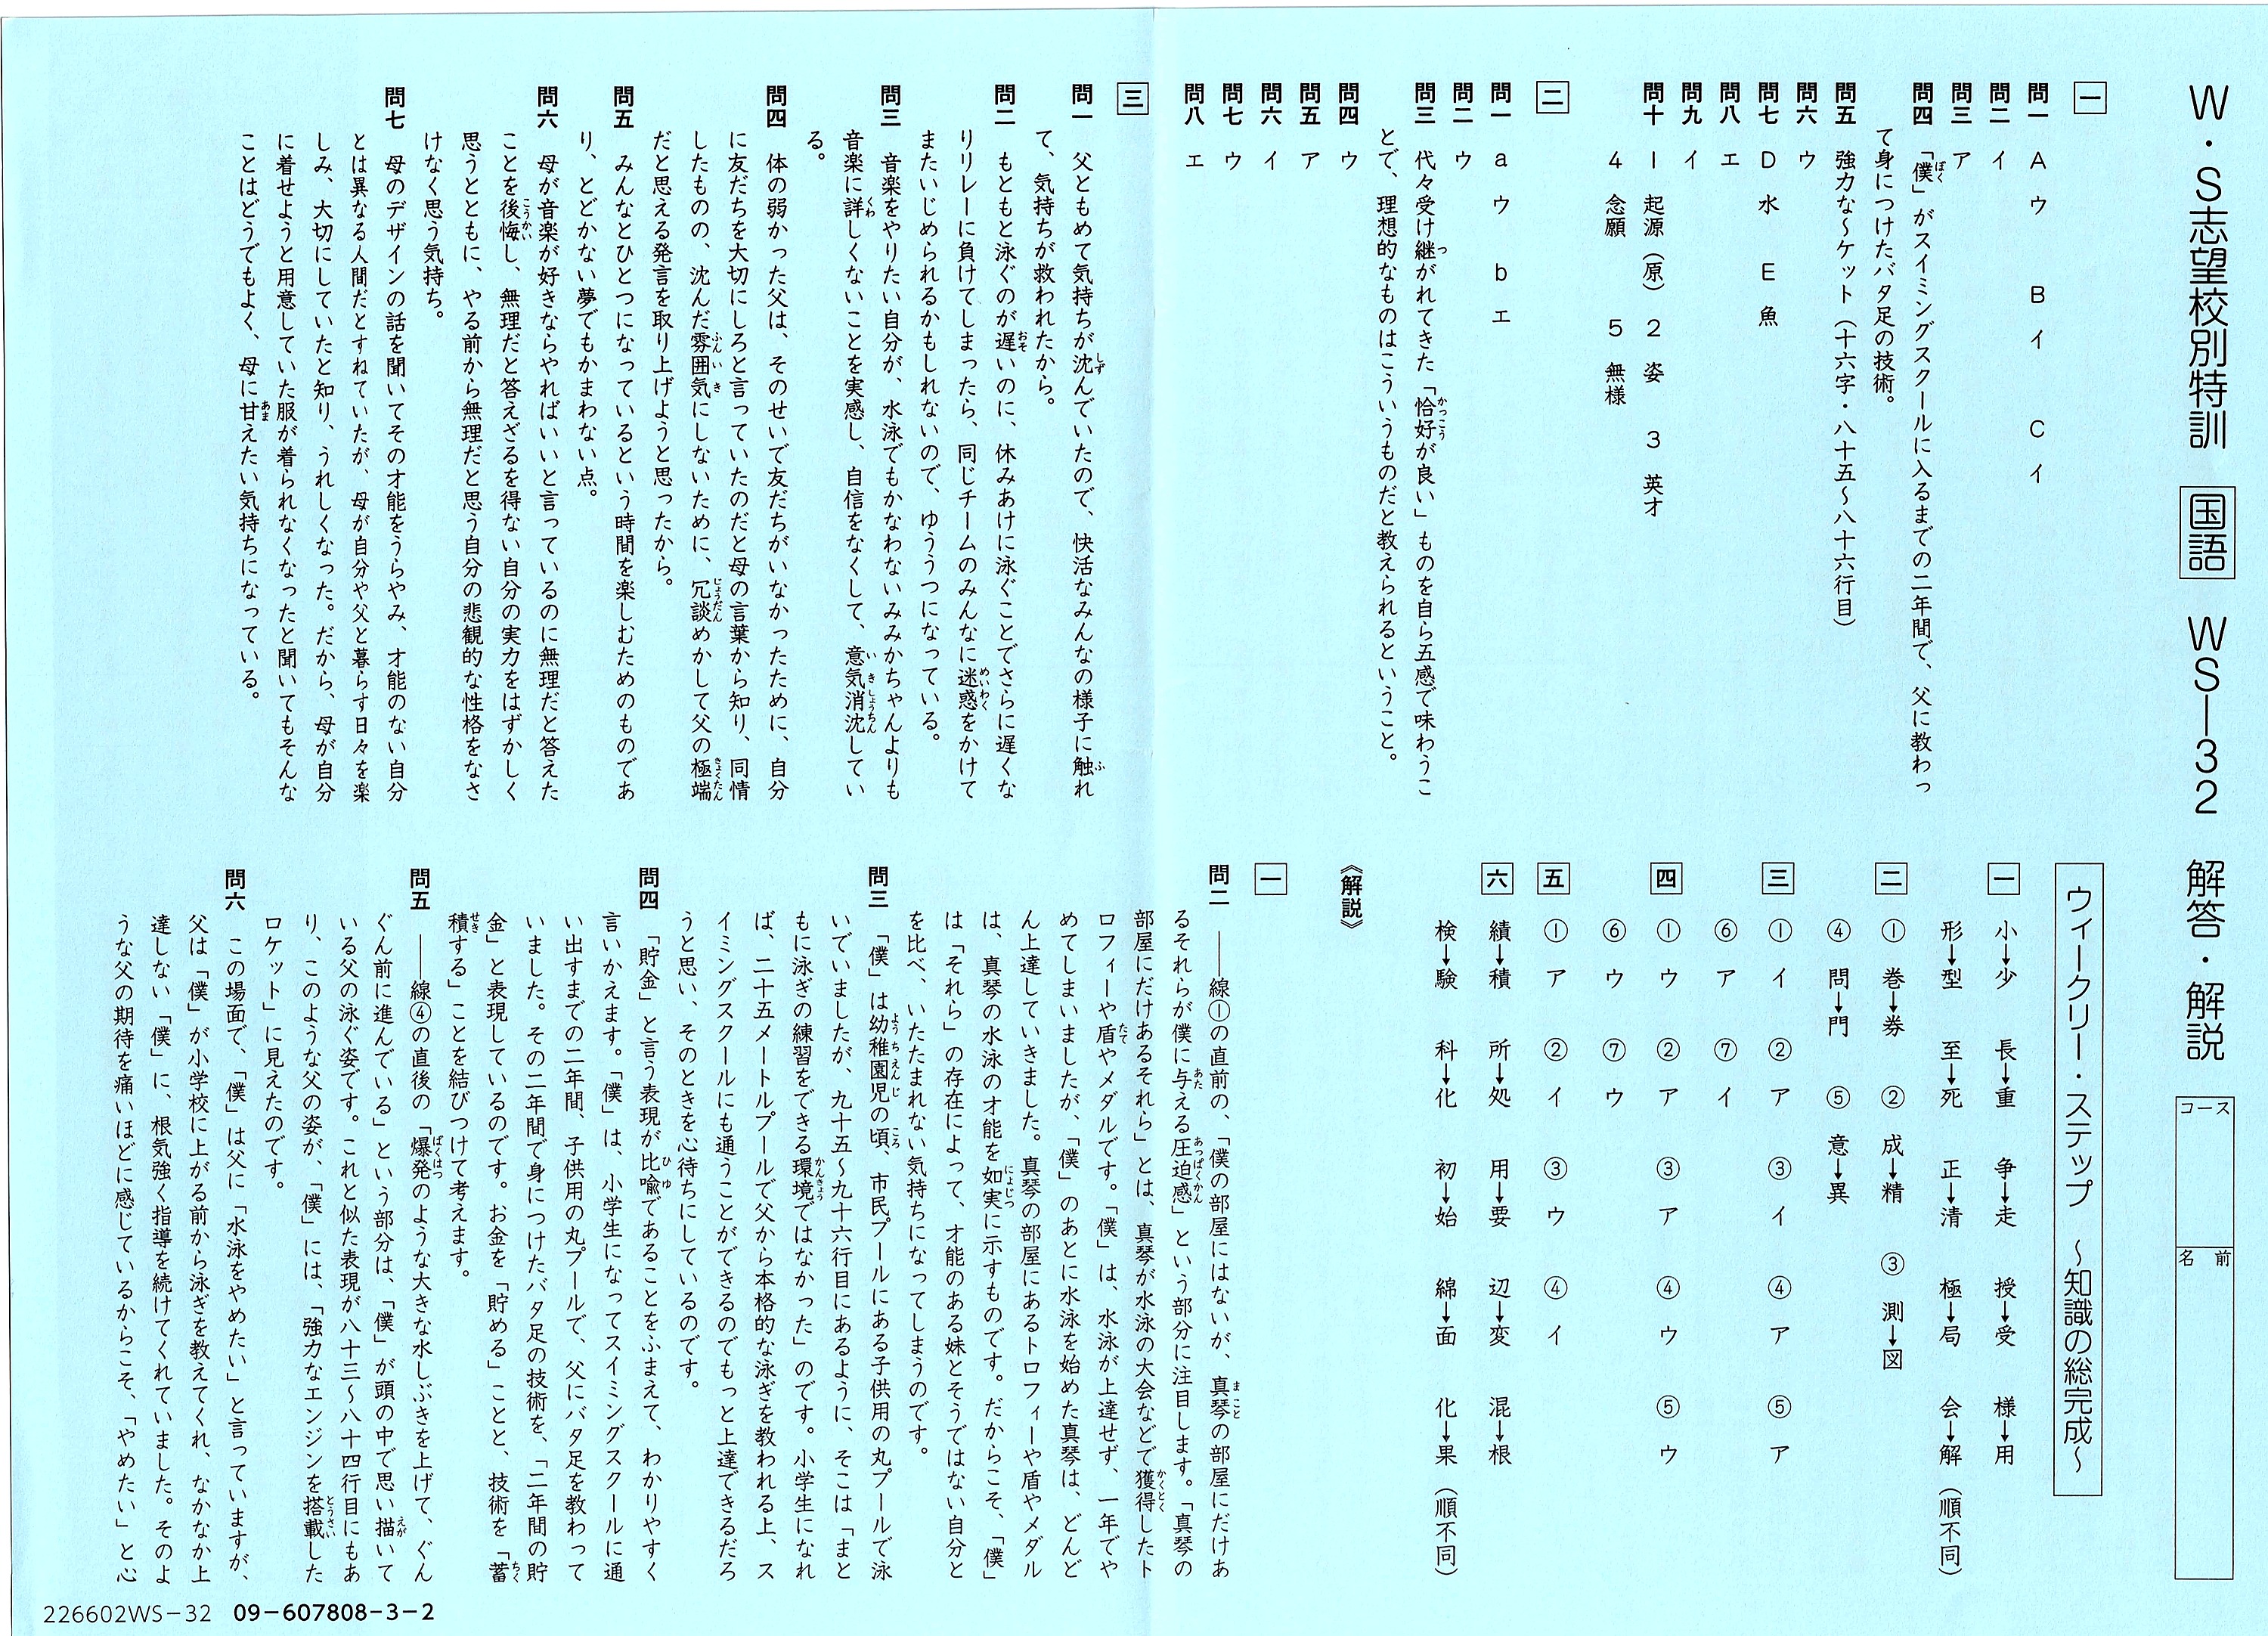 W・S志望校別特訓 国語 WS―32 解答・解説
コース
名前
一
問一 A ウ B イ C イ
問二 イ
問三 ア
問四 「僕」がスイミングスクールに入るまでの二年間で、父に教わっ
て身につけたバタ足の技術。
問五 強力な～ケット(十六字・八十五～八十六行目)
問六 ウ
問七 D 水 E 魚
問八 エ
問九 イ
問十 1 起源(原) 2 姿 3 英才
4 念願 5 無様
二
問一 a ウ b エ
問二 ウ
問三 代々受け継がれてきた「恰好が良い」ものを自ら五感で味わうこ
とで、理想的なものはこういうものだと教えられるということ。
問四 ウ
問五 ア
問六 イ
問七 ウ
問八 エ
三
問一 父ともめて気持ちが沈んでいたので、快活なみんなの様子に触れ
て、気持ちが救われたから。
問二 もともと泳ぐのが遅いのに、休みあけに泳ぐことでさらに遅くな
りリレーに負けてしまったら、同じチームのみんなに迷惑をかけて
またいじめられるかもしれないので、ゆううつになっている。
問三 音楽をやりたい自分が、水泳でもかなわないみみかちゃんよりも
音楽に詳しくないことを実感し、自信をなくして、意気消沈してい
る。
問四 体の弱かった父は、そのせいで友だちがいなかったために、自分
に友だちを大切にしろと言っていたのだと母の言葉から知り、同情
したものの、沈んだ雰囲気にしないために、冗談めかして父の極端
だと思える発言を取り上げようと思ったから。
問五 みんなとひとつになっているという時間を楽しむためのものであ
り、とどかない夢でもかまわない点。
問六 母が音楽が好きならやればいいと言っているのに無理だと答えた
ことを後悔し、無理だと答えざるを得ない自分の実力をはずかしく
思うとともに、やる前から無理だと思う自分の悲観的な性格をなさ
けなく思う気持ち。
問七 母のデザインの話を聞いてその才能をうらやみ、才能のない自分
とは異なる人間だとすねていたが、母が自分や父と暮らす日々を楽
しみ、大切にしていたと知り、うれしくなった。だから、母が自分
に着せようと用意していた服が着られなくなったと聞いてもそんな
ことはどうでもよく、母に甘えたい気持ちになっている。
ウィークリー・ステップ ～知識の総完成～
一 小→少 長→重 争→走 授→受 様→用
形→型 至→死 正→清 極→局 会→解(順不同)
二 ① 巻→券 ② 成→精 ③ 測→図
④ 問→門 ⑤ 意→異
三 ① イ ② ア ③ イ ④ ア ⑤ ア
⑥ ア ⑦ イ
四 ① ウ ② ア ③ ア ④ ウ ⑤ ウ
⑥ ウ ⑦ ウ
五 ① ア ② イ ③ ウ ④ イ
六 績→積 所→処 用→要 辺→変 混→根
検→験 科→化 初→始 綿→面 化→果(順不同)
《解説》
一
問二 ――線①の直前の、「僕の部屋にはないが、真琴の部屋にだけあ
るそれらが僕に与える圧迫感」という部分に注目します。「真琴の
部屋にだけあるそれら」とは、真琴が水泳の大会などで獲得したト
ロフィーや盾やメダルです。「僕」は、水泳が上達せず、一年でや
めてしまいましたが、「僕」のあとに水泳を始めた真琴は、どんど
ん上達していきました。真琴の部屋にあるトロフィーや盾やメダル
は、真琴の水泳の才能を如実に示すものです。だからこそ、「僕」
は「それら」の存在によって、才能のある妹とそうではない自分と
を比べ、いたたまれない気持ちになってしまうのです。
問三 「僕」は幼稚園児の頃、市民プールにある子供用の丸プールで泳
いでいましたが、九十五～九十六行目にあるように、そこは「まと
もに泳ぎの練習をできる環境ではなかった」のです。小学生になれ
ば、二十五メートルプールで父から本格的な泳ぎを教われる上、ス
イミングスクールにも通うことができるのでもっと上達できるだろ
うと思い、そのときを心待ちにしているのです。
問四 「貯金」と言う表現が比喩であることをふまえて、わかりやすく
言いかえます。「僕」は、小学生になってスイミングスクールに通
い出すまでの二年間、子供用の丸プールで、父にバタ足を教わって
いました。その二年間で身につけたバタ足の技術を、「二年間の貯
金」と表現しているのです。お金を「貯める」ことと、技術を「蓄
積する」ことを結びつけて考えます。
問五 ――線④の直後の「爆発のような大きな水しぶきを上げて、ぐん
ぐん前に進んでいる」という部分は、「僕」が頭の中で思い描いて
いる父の泳ぐ姿です。これと似た表現が八十三～八十四行目にもあ
り、このような父の姿が、「僕」には、「強力なエンジンを搭載した
ロケット」に見えたのです。
問六 この場面で、「僕」は父に「水泳をやめたい」と言っていますが、
父は「僕」が小学校に上がる前から泳ぎを教えてくれ、なかなか上
達しない「僕」に、根気強く指導を続けてくれていました。そのよ
うな父の期待を痛いほどに感じているからこそ、「やめたい」と心
226602WS-32 09-607808-3-2